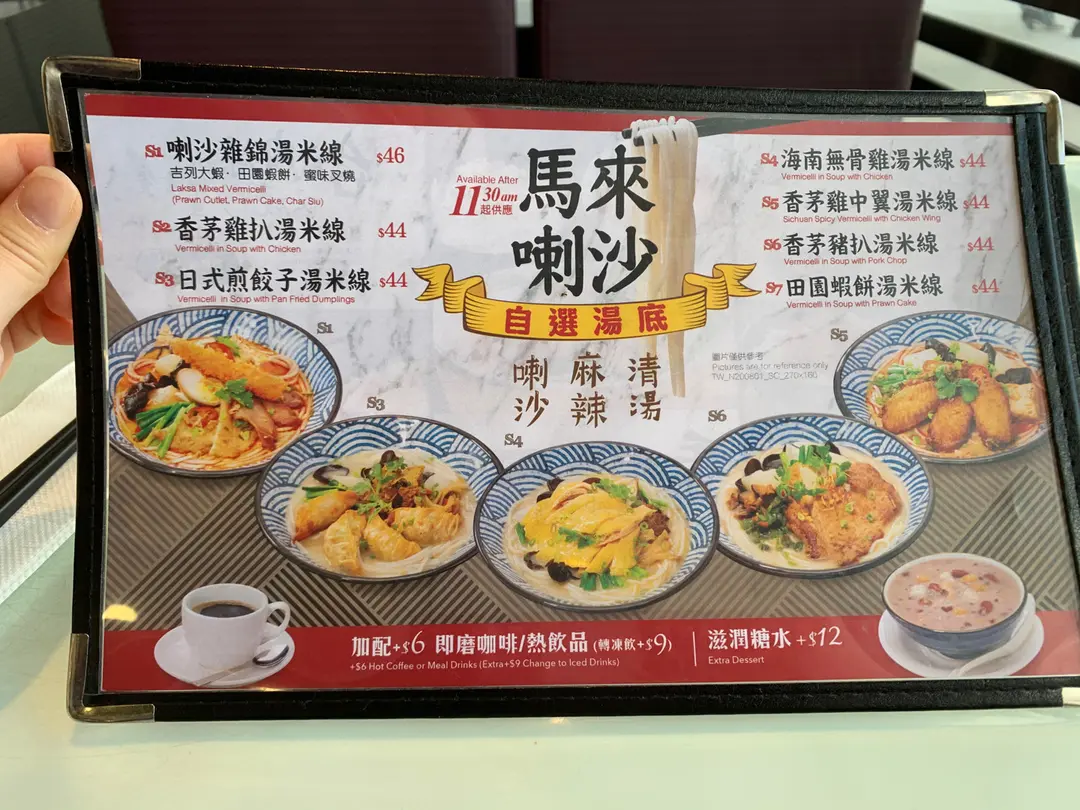 S1 喇沙雜錦湯米線 $46
吉列大蝦·田園蝦餅·蜜味叉燒
Laksa Mixed Vermicelli
(Prawn Cutlet, Prawn Cake, Char Siu)
S2 香茅雞扒湯米線 $44
Vermicelli in Soup with Chicken
S3 日式煎餃子湯米線 $44
Vermicelli in Soup with Pan Fried Dumplings
Available After
11 30am
起供應
馬來
喇沙
自選湯底
喇沙
麻辣
清湯
S4 海南無骨雞湯米線 $44
Vermicelli in Soup with Chicken
S5 香茅雞中翼湯米線 $44
Sichuan Spicy Vermicelli with Chicken Wing
S6 香茅豬扒湯米線 $44
Vermicelli in Soup with Pork Chop
S7 田園蝦餅湯米線 $44
Vermicelli in Soup with Prawn Cake
圖片僅供參考
Pictures are for reference only
TW_N200801_SC_270x160
S1
S3
S4
S6
S5
加配+$6 即磨咖啡/熱飲品 (轉凍飲+$9)
+$6 Hot Coffee or Meal Drinks (Extra+$9 Change to Iced Drinks)
滋潤糖水 +$12
Extra Dessert